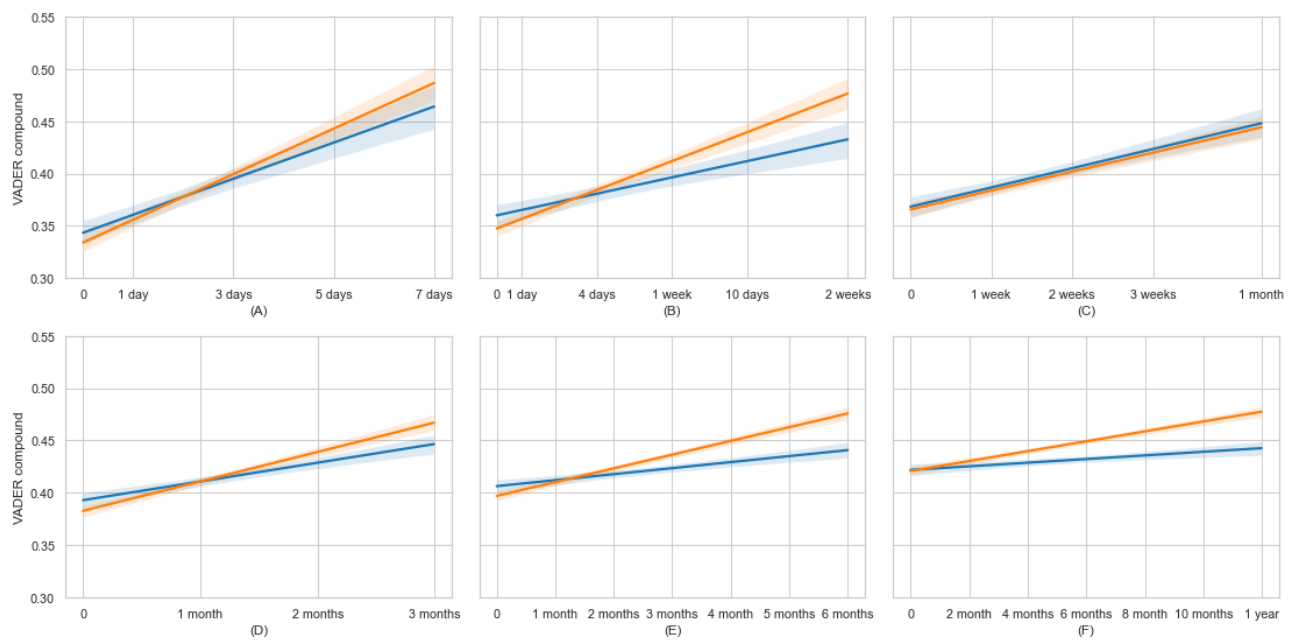 VADER compound
0.55
0.50
0.45
0.40
0.35
0.30
0 1 day 3 days 5 days 7 days
(A)
0 1 day 4 days 1 week 10 days 2 weeks
(B)
0 1 week 2 weeks 3 weeks 1 month
(C)
VADER compound
0.55
0.50
0.45
0.40
0.35
0.30
0 1 month 2 months 3 months
(D)
0 1 month 2 months 3 months 4 month 5 months 6 months
(E)
0 2 month 4 months 6 months 8 month 10 months 1 year
(F)